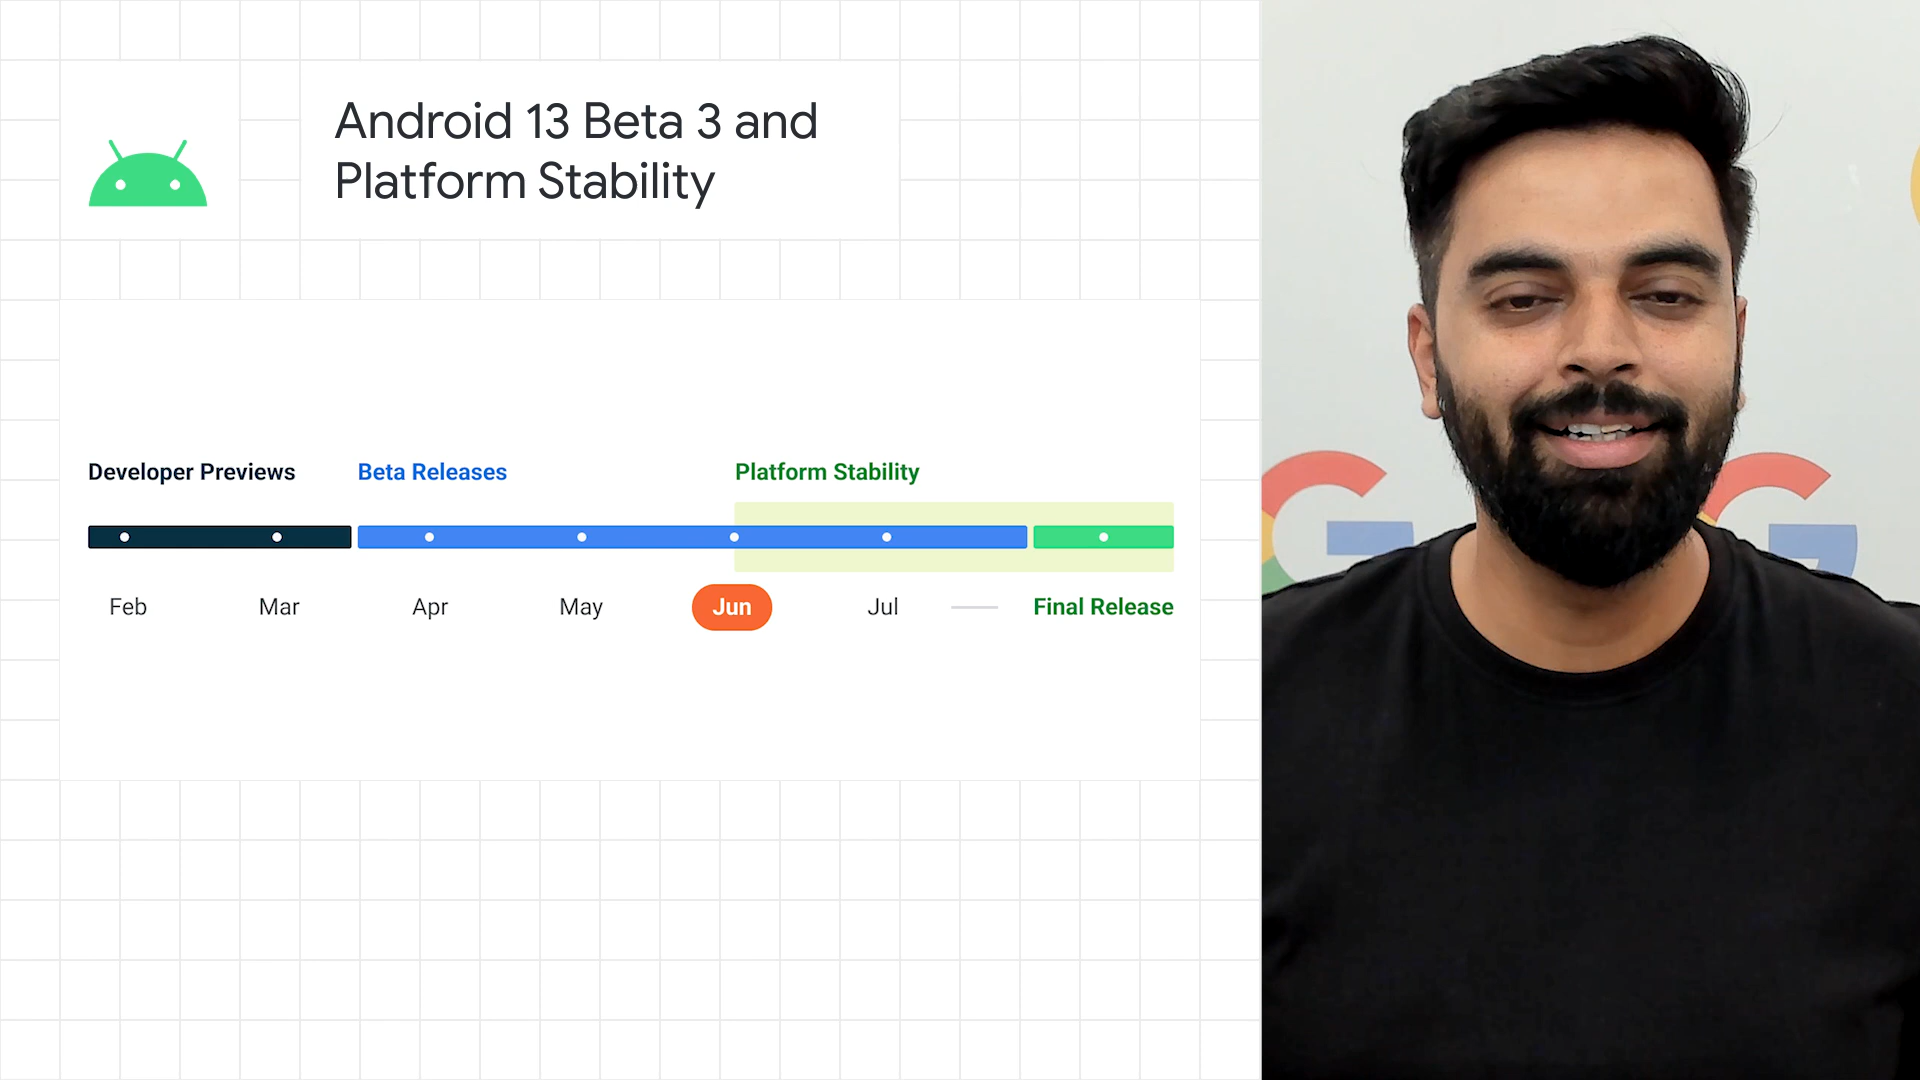 Android 13 Beta 3 and
Platform Stability
Developer Previews
Beta Releases
Platform Stability
Feb
Mar
Apr
May
Jun
Jul
Final Release